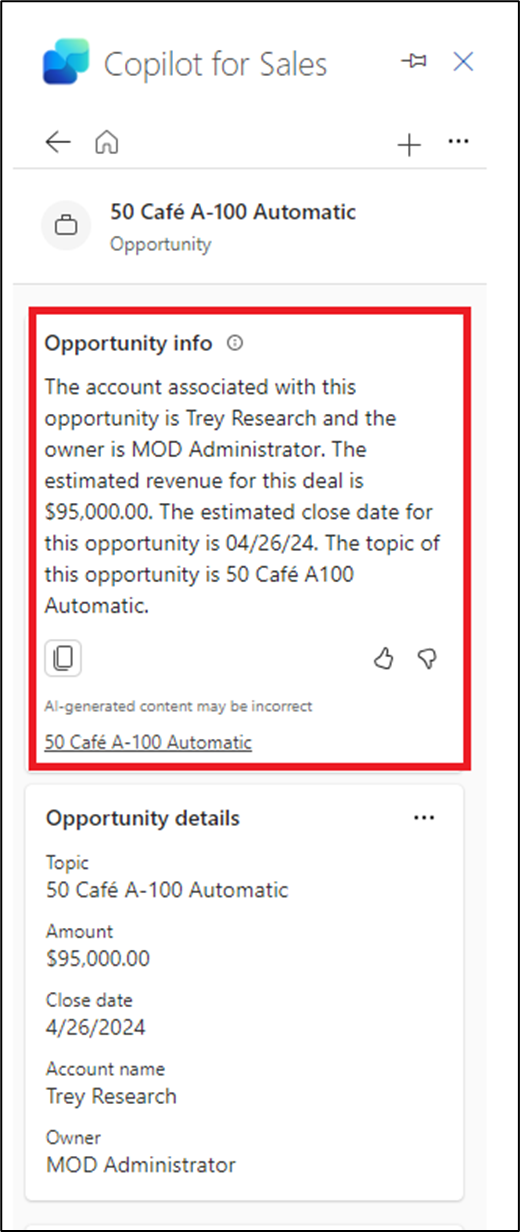 Copilot for Sales
50 Café A-100 Automatic
Opportunity
Opportunity info
The account associated with this
opportunity is Trey Research and the
owner is MOD Administrator. The
estimated revenue for this deal is
$95,000.00. The estimated close date for
this opportunity is 04/26/24. The topic of
this opportunity is 50 Café A100
Automatic.
AI-generated content may be incorrect
50 Café A-100 Automatic
Opportunity details
Topic
50 Café A-100 Automatic
Amount
$95,000.00
Close date
4/26/2024
Account name
Trey Research
Owner
MOD Administrator